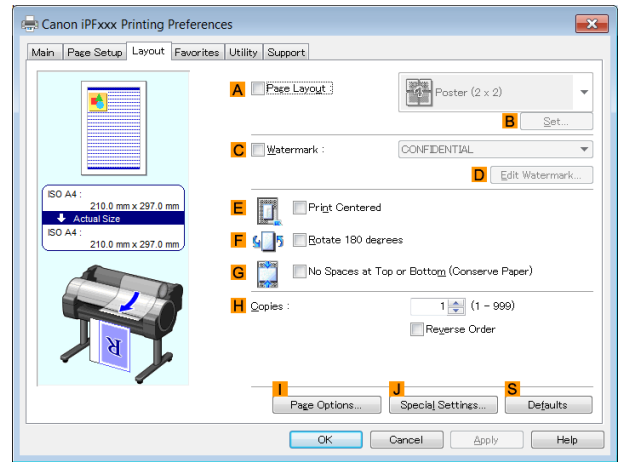 Canon iPFxxx Printing Preferences
Main Page Setup Layout Favorites Utility Support
A Page Layout : Poster (2 x 2)
B Set...
C Watermark : CONFIDENTIAL
D Edit Watermark...
ISO A4 :
210.0 mm x 297.0 mm
Actual Size
ISO A4 :
210.0 mm x 297.0 mm
E Print Centered
F Rotate 180 degrees
G No Spaces at Top or Bottom (Conserve Paper)
H Copies : 1 (1 - 999)
Reverse Order
R
I J S
Page Options... Special Settings... Defaults
OK Cancel Apply Help